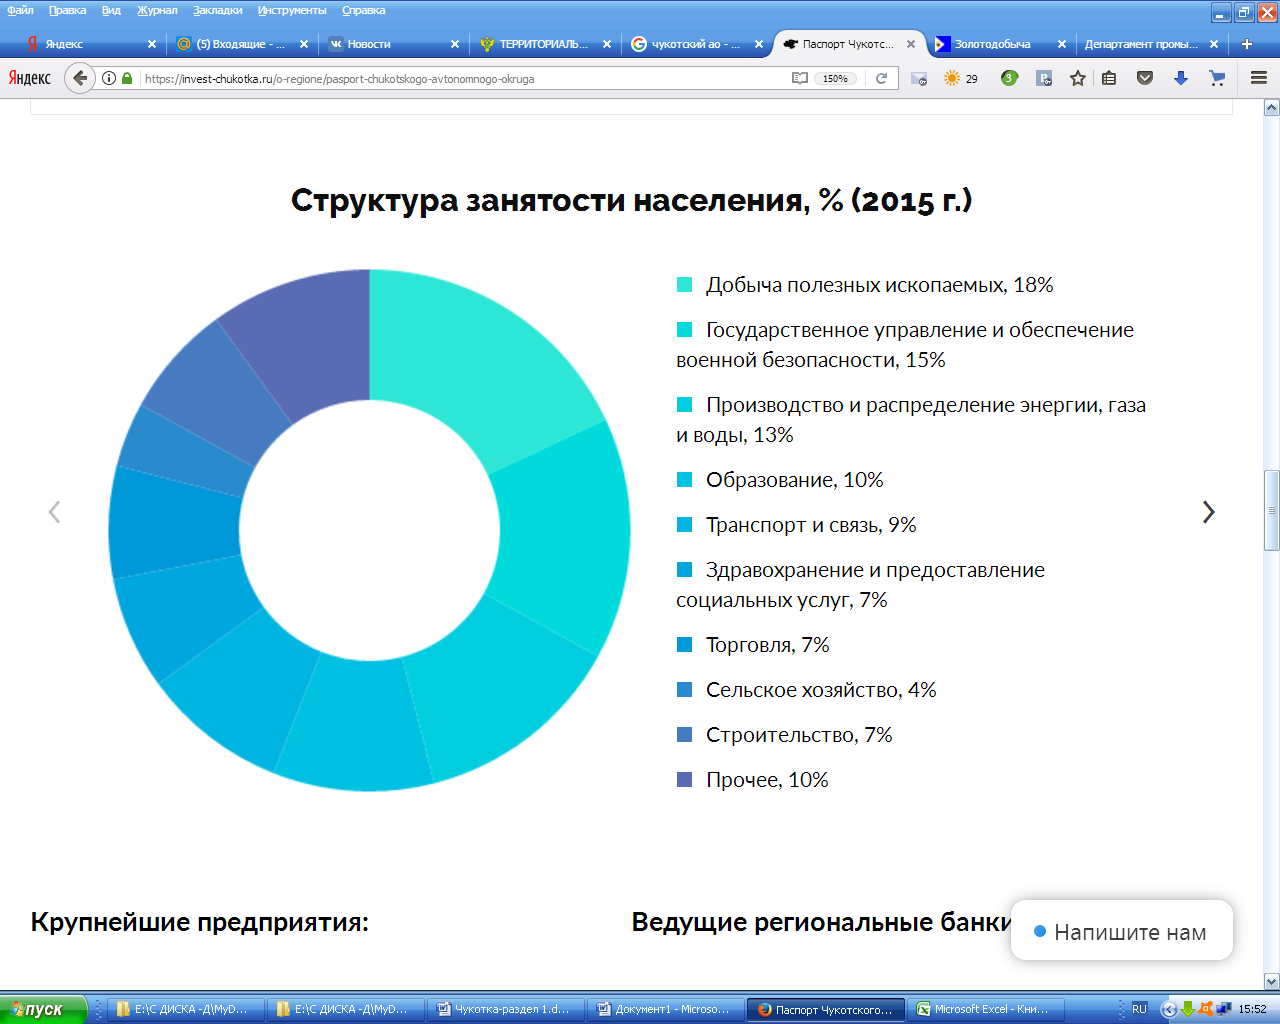 Файл Правка Вид Журнал Закладки Инструменты Справка
Яндекс (5) Входящие - ... Новости ТЕРРИТОРИАЛЬ... чукотский ао - ... Паспорт Чукотс... Золотодобыча Департамент промы...
Яндекс https://invest-chukotka.ru/o-regione/pasport-chukotskogo-avtonomnogo-okruga 150% 29 3
Структура занятости населения, % (2015 г.)
Добыча полезных ископаемых, 18%
Государственное управление и обеспечение
военной безопасности, 15%
Производство и распределение энергии, газа
и воды, 13%
Образование, 10%
Транспорт и связь, 9%
Здравохранение и предоставление
социальных услуг, 7%
Торговля, 7%
Сельское хозяйство, 4%
Строительство, 7%
Прочее, 10%
Крупнейшие предприятия: Ведущие региональные банки
Напишите нам
пуск E:\С ДИСКА -Д\MyD... E:\С ДИСКА -Д\MyD... Чукотка-раздел 1.d... Документ1 - Microso... Паспорт Чукотского... Microsoft Excel - Кни... RU 15:52